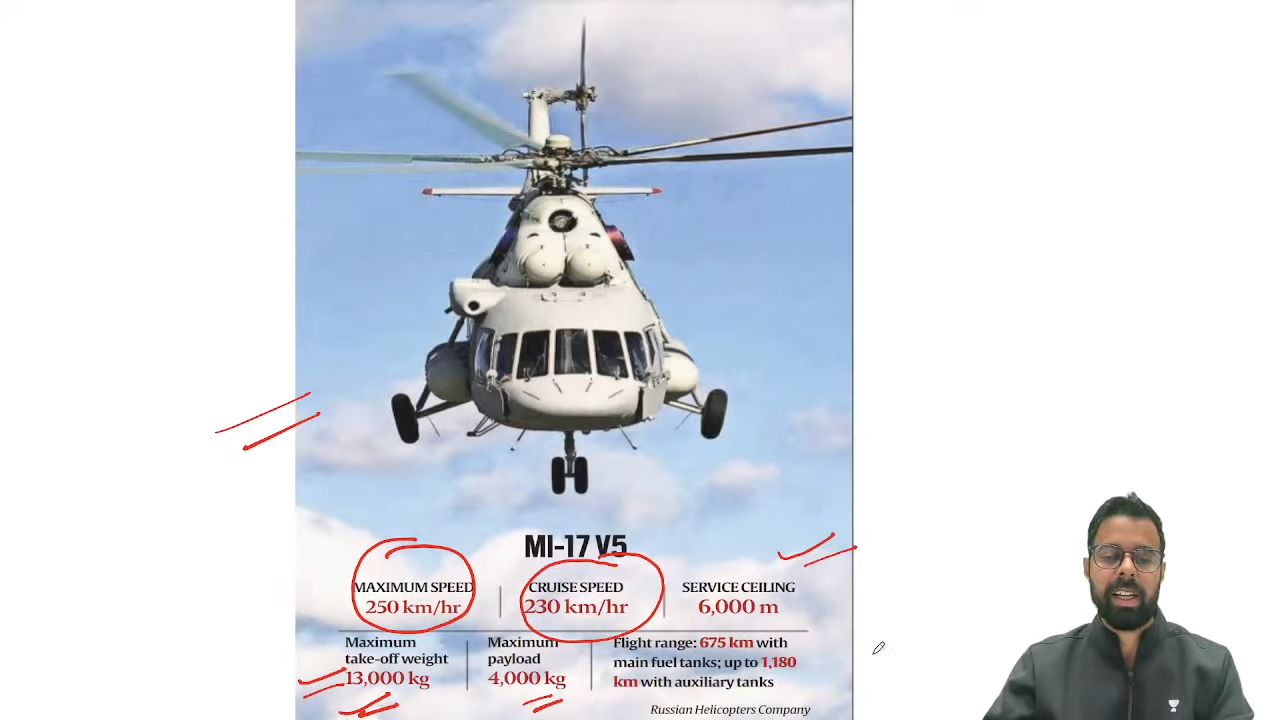 MI-17 V5
MAXIMUM SPEED
250 km/hr
CRUISE SPEED
230 km/hr
SERVICE CEILING
6,000 m
Maximum
take-off weight
13,000 kg
Maximum
payload
4,000 kg
Flight range: 675 km with
main fuel tanks; up to 1,180
km with auxiliary tanks
Russian Helicopters Company